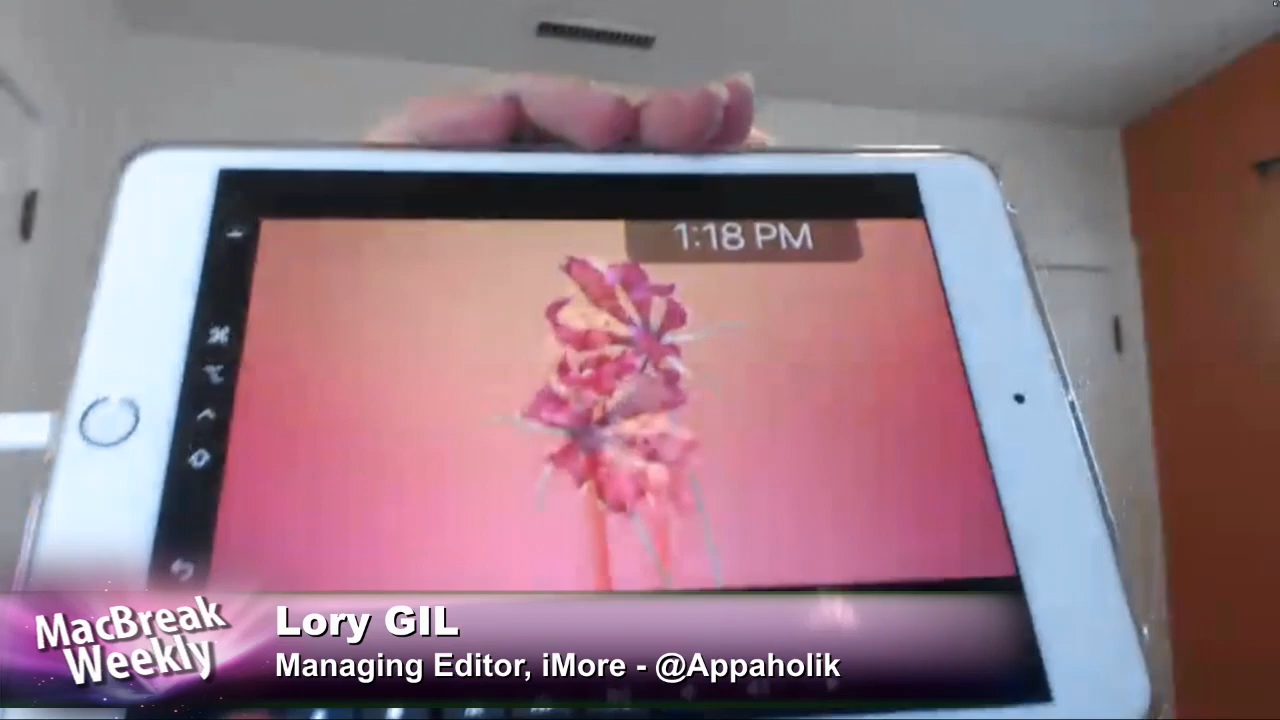 1:18 PM
MacBreak
Weekly
Lory GIL
Managing Editor, iMore - @Appaholik